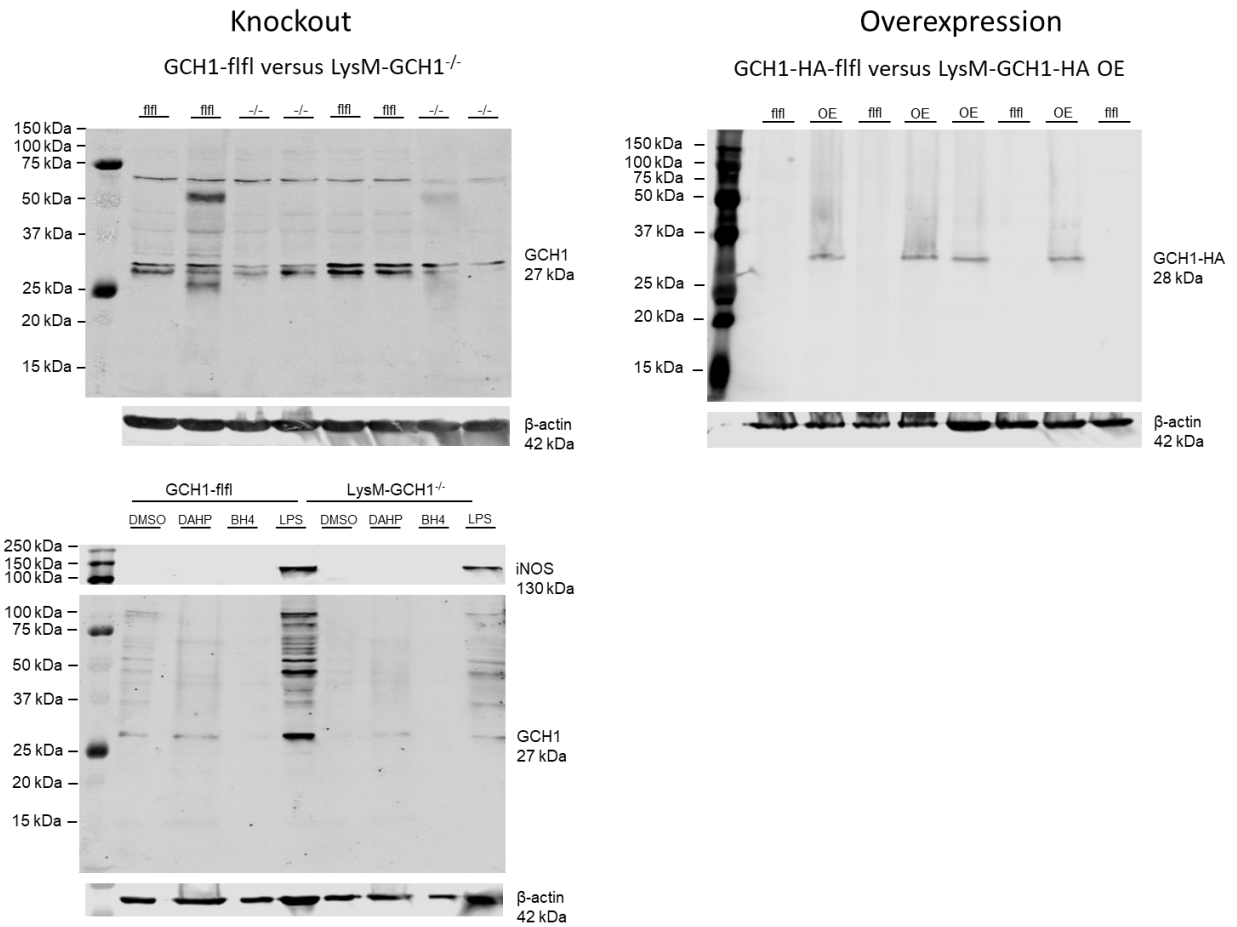 Knockout
GCH1-flfl versus LysM-GCH1-/-
flfl flfl -/- -/- flfl flfl -/- -/-
150 kDa
100 kDa
75 kDa
50 kDa
37 kDa
25 kDa
20 kDa
15 kDa
GCH1
27 kDa
β-actin
42 kDa
Overexpression
GCH1-HA-flfl versus LysM-GCH1-HA OE
flfl OE flfl OE OE flfl OE flfl
150 kDa
100 kDa
75 kDa
50 kDa
37 kDa
25 kDa
20 kDa
15 kDa
GCH1-HA
28 kDa
β-actin
42 kDa
GCH1-flfl LysM-GCH1-/-
DMSO DAHP BH4 LPS DMSO DAHP BH4 LPS
250 kDa
150 kDa
100 kDa
iNOS
130 kDa
100 kDa
75 kDa
50 kDa
37 kDa
25 kDa
20 kDa
15 kDa
GCH1
27 kDa
β-actin
42 kDa